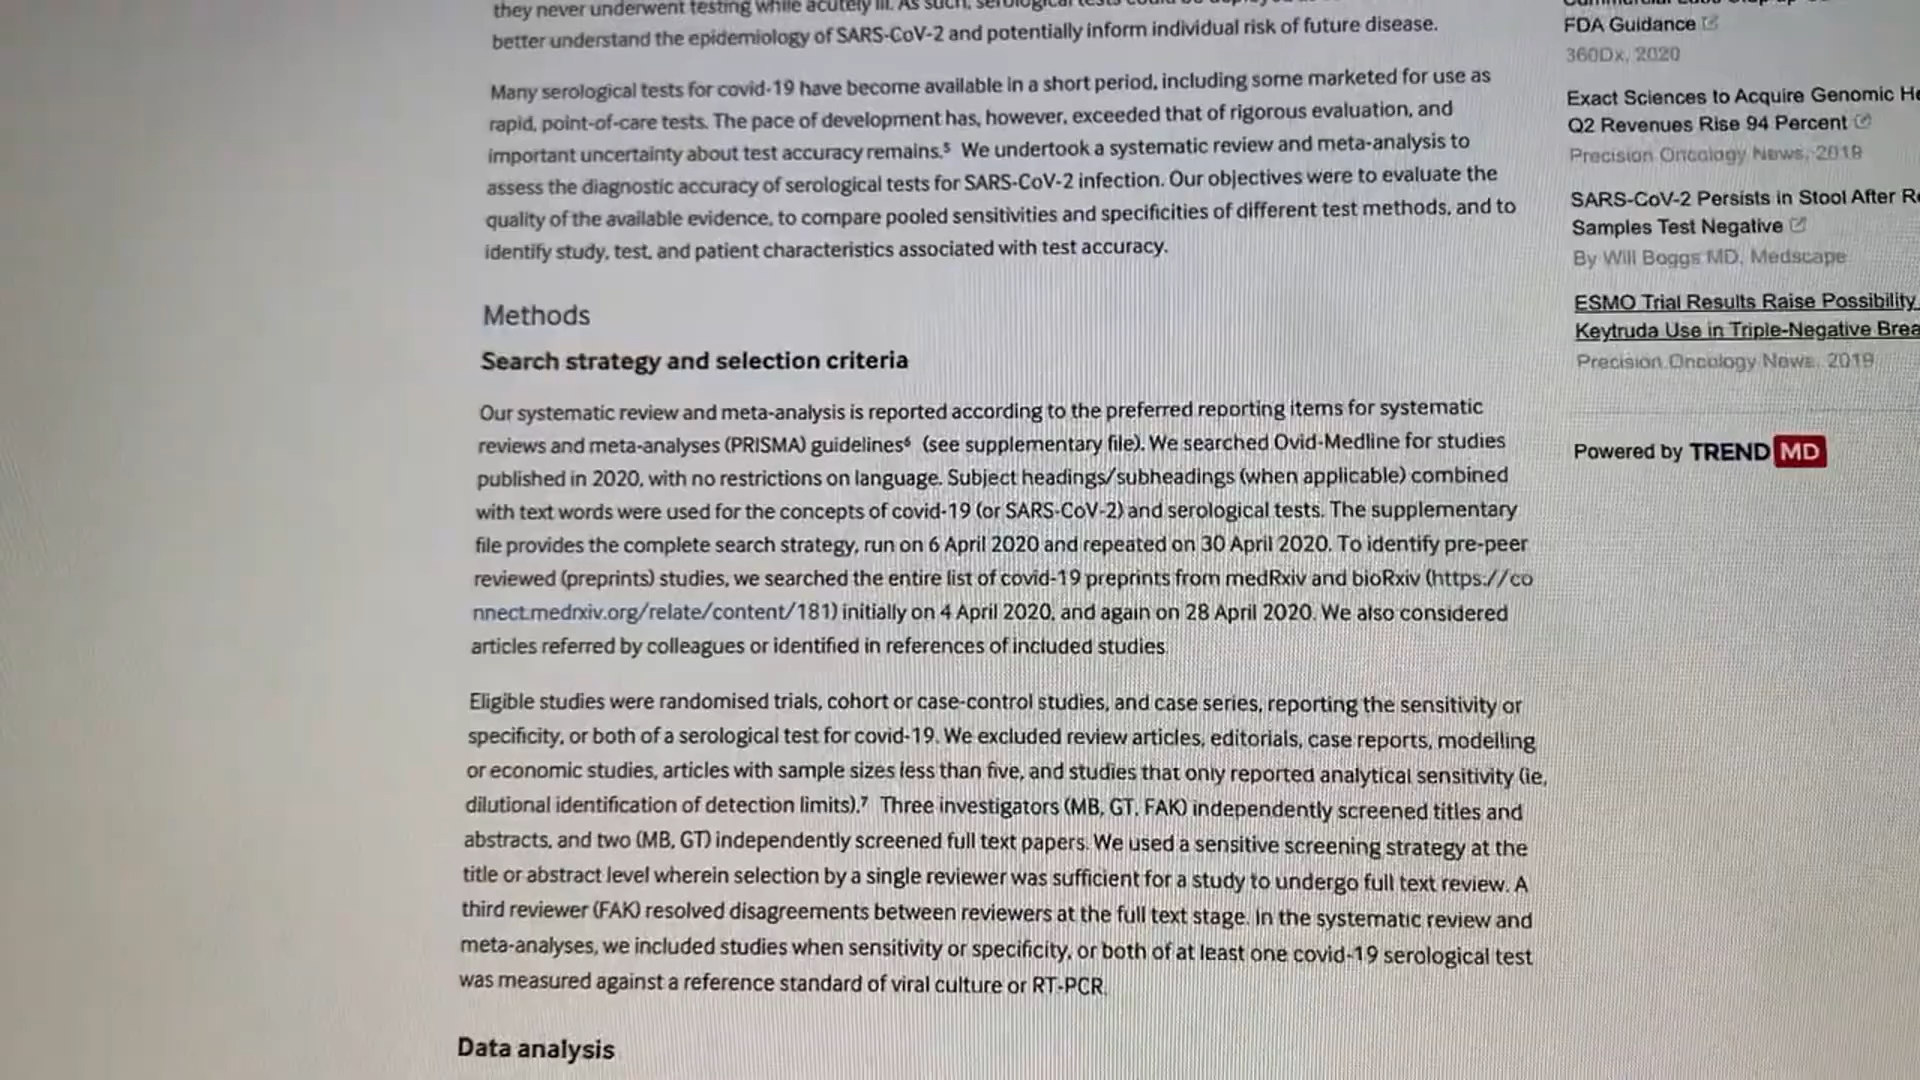 they never underwent testing while acutely ill. As such, serological tests could be deployed
better understand the epidemiology of SARS-CoV-2 and potentially inform individual risk of future disease.
Many serological tests for covid-19 have become available in a short period, including some marketed for use as
rapid, point-of-care tests. The pace of development has, however, exceeded that of rigorous evaluation, and
important uncertainty about test accuracy remains.⁵ We undertook a systematic review and meta-analysis to
assess the diagnostic accuracy of serological tests for SARS-CoV-2 infection. Our objectives were to evaluate the
quality of the available evidence, to compare pooled sensitivities and specificities of different test methods, and to
identify study, test, and patient characteristics associated with test accuracy.
Methods
Search strategy and selection criteria
Our systematic review and meta-analysis is reported according to the preferred reporting items for systematic
reviews and meta-analyses (PRISMA) guidelines⁶ (see supplementary file). We searched Ovid-Medline for studies
published in 2020, with no restrictions on language. Subject headings/subheadings (when applicable) combined
with text words were used for the concepts of covid-19 (or SARS-CoV-2) and serological tests. The supplementary
file provides the complete search strategy, run on 6 April 2020 and repeated on 30 April 2020. To identify pre-peer
reviewed (preprints) studies, we searched the entire list of covid-19 preprints from medRxiv and bioRxiv (https://co
nnect.medrxiv.org/relate/content/181) initially on 4 April 2020, and again on 28 April 2020. We also considered
articles referred by colleagues or identified in references of included studies.
Eligible studies were randomised trials, cohort or case-control studies, and case series, reporting the sensitivity or
specificity, or both of a serological test for covid-19. We excluded review articles, editorials, case reports, modelling
or economic studies, articles with sample sizes less than five, and studies that only reported analytical sensitivity (ie,
dilutional identification of detection limits).⁷ Three investigators (MB, GT, FAK) independently screened titles and
abstracts, and two (MB, GT) independently screened full text papers. We used a sensitive screening strategy at the
title or abstract level wherein selection by a single reviewer was sufficient for a study to undergo full text review. A
third reviewer (FAK) resolved disagreements between reviewers at the full text stage. In the systematic review and
meta-analyses, we included studies when sensitivity or specificity, or both of at least one covid-19 serological test
was measured against a reference standard of viral culture or RT-PCR.
Data analysis
FDA Guidance
360Dx, 2020
Exact Sciences to Acquire Genomic He
Q2 Revenues Rise 94 Percent
Precision Oncology News, 2019
SARS-CoV-2 Persists in Stool After Re
Samples Test Negative
By Will Boggs MD, Medscape
ESMO Trial Results Raise Possibility
Keytruda Use in Triple-Negative Brea
Precision Oncology News, 2019
Powered by TREND MD